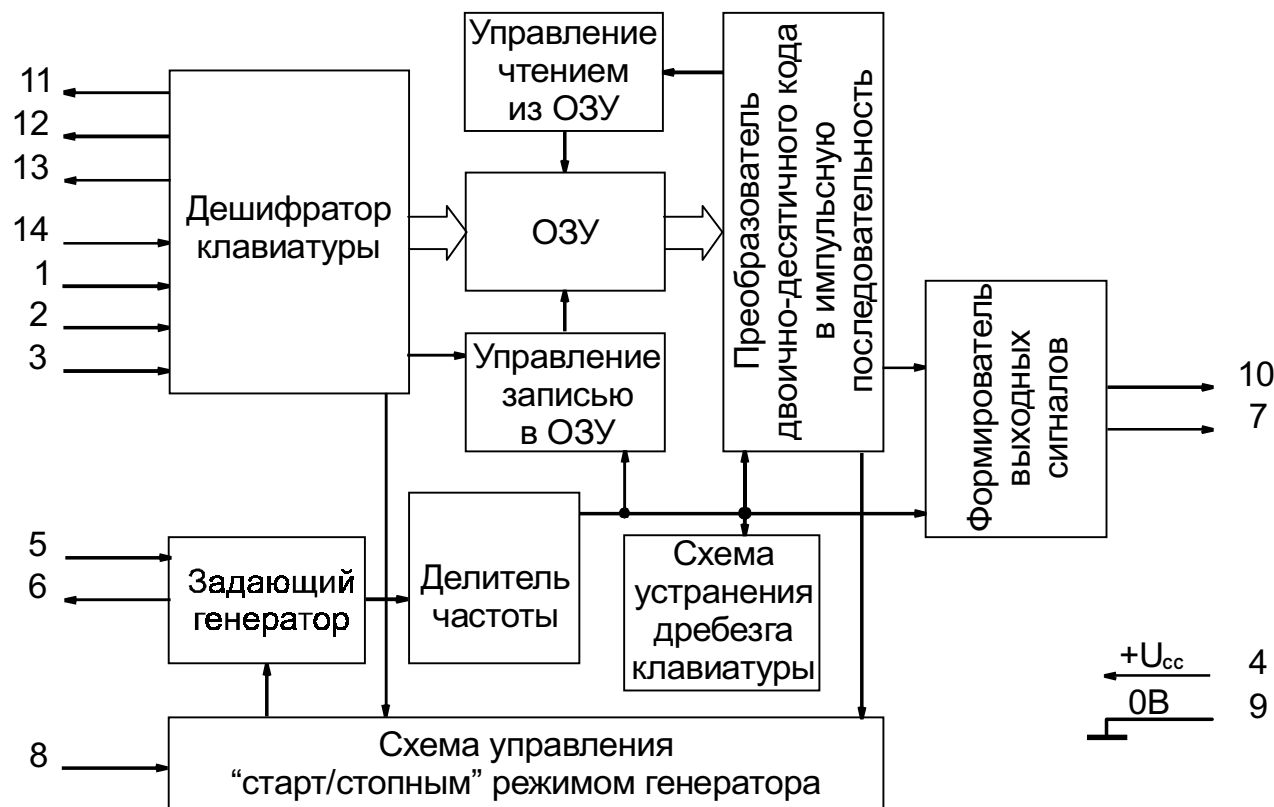 Управление
чтением
из ОЗУ
Преобразователь
двоично-десятичного кода
в импульсную
последовательность
11
12
13
14
1
2
3
Дешифратор
клавиатуры
ОЗУ
Управление
записью
в ОЗУ
Формирователь
выходных
сигналов
10
7
5
6
Задающий
генератор
Делитель
частоты
Схема
устранения
дребезга
клавиатуры
+Ucc
4
0В
9
8
Схема управления
“старт/стопным” режимом генератора